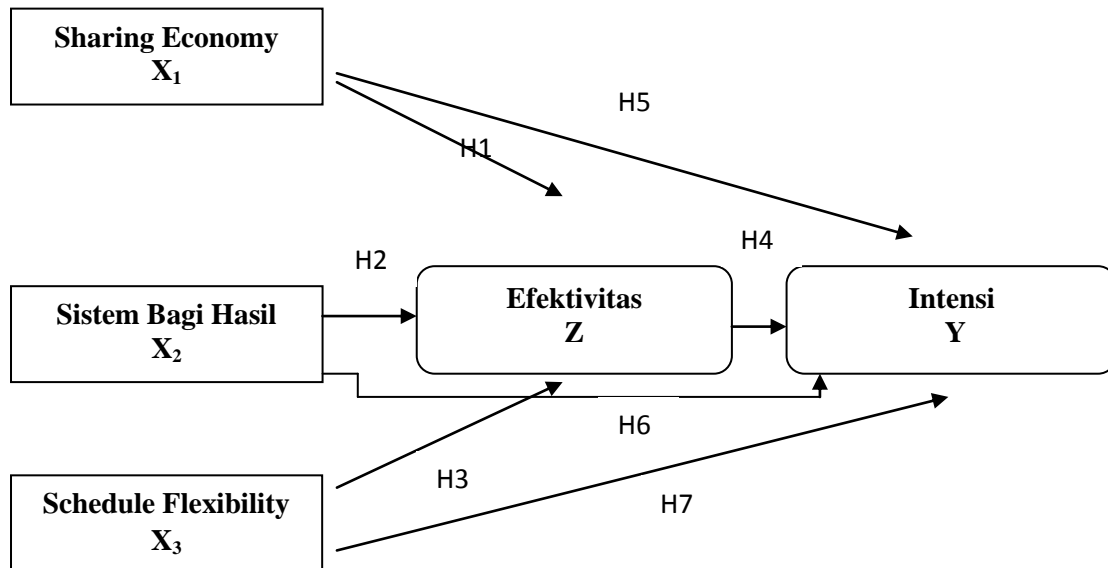 Sharing Economy
X₁
H5
H1
H4
H2
Efektivitas
Z
Intensi
Y
Sistem Bagi Hasil
X₂
H6
H3
H7
Schedule Flexibility
X₃